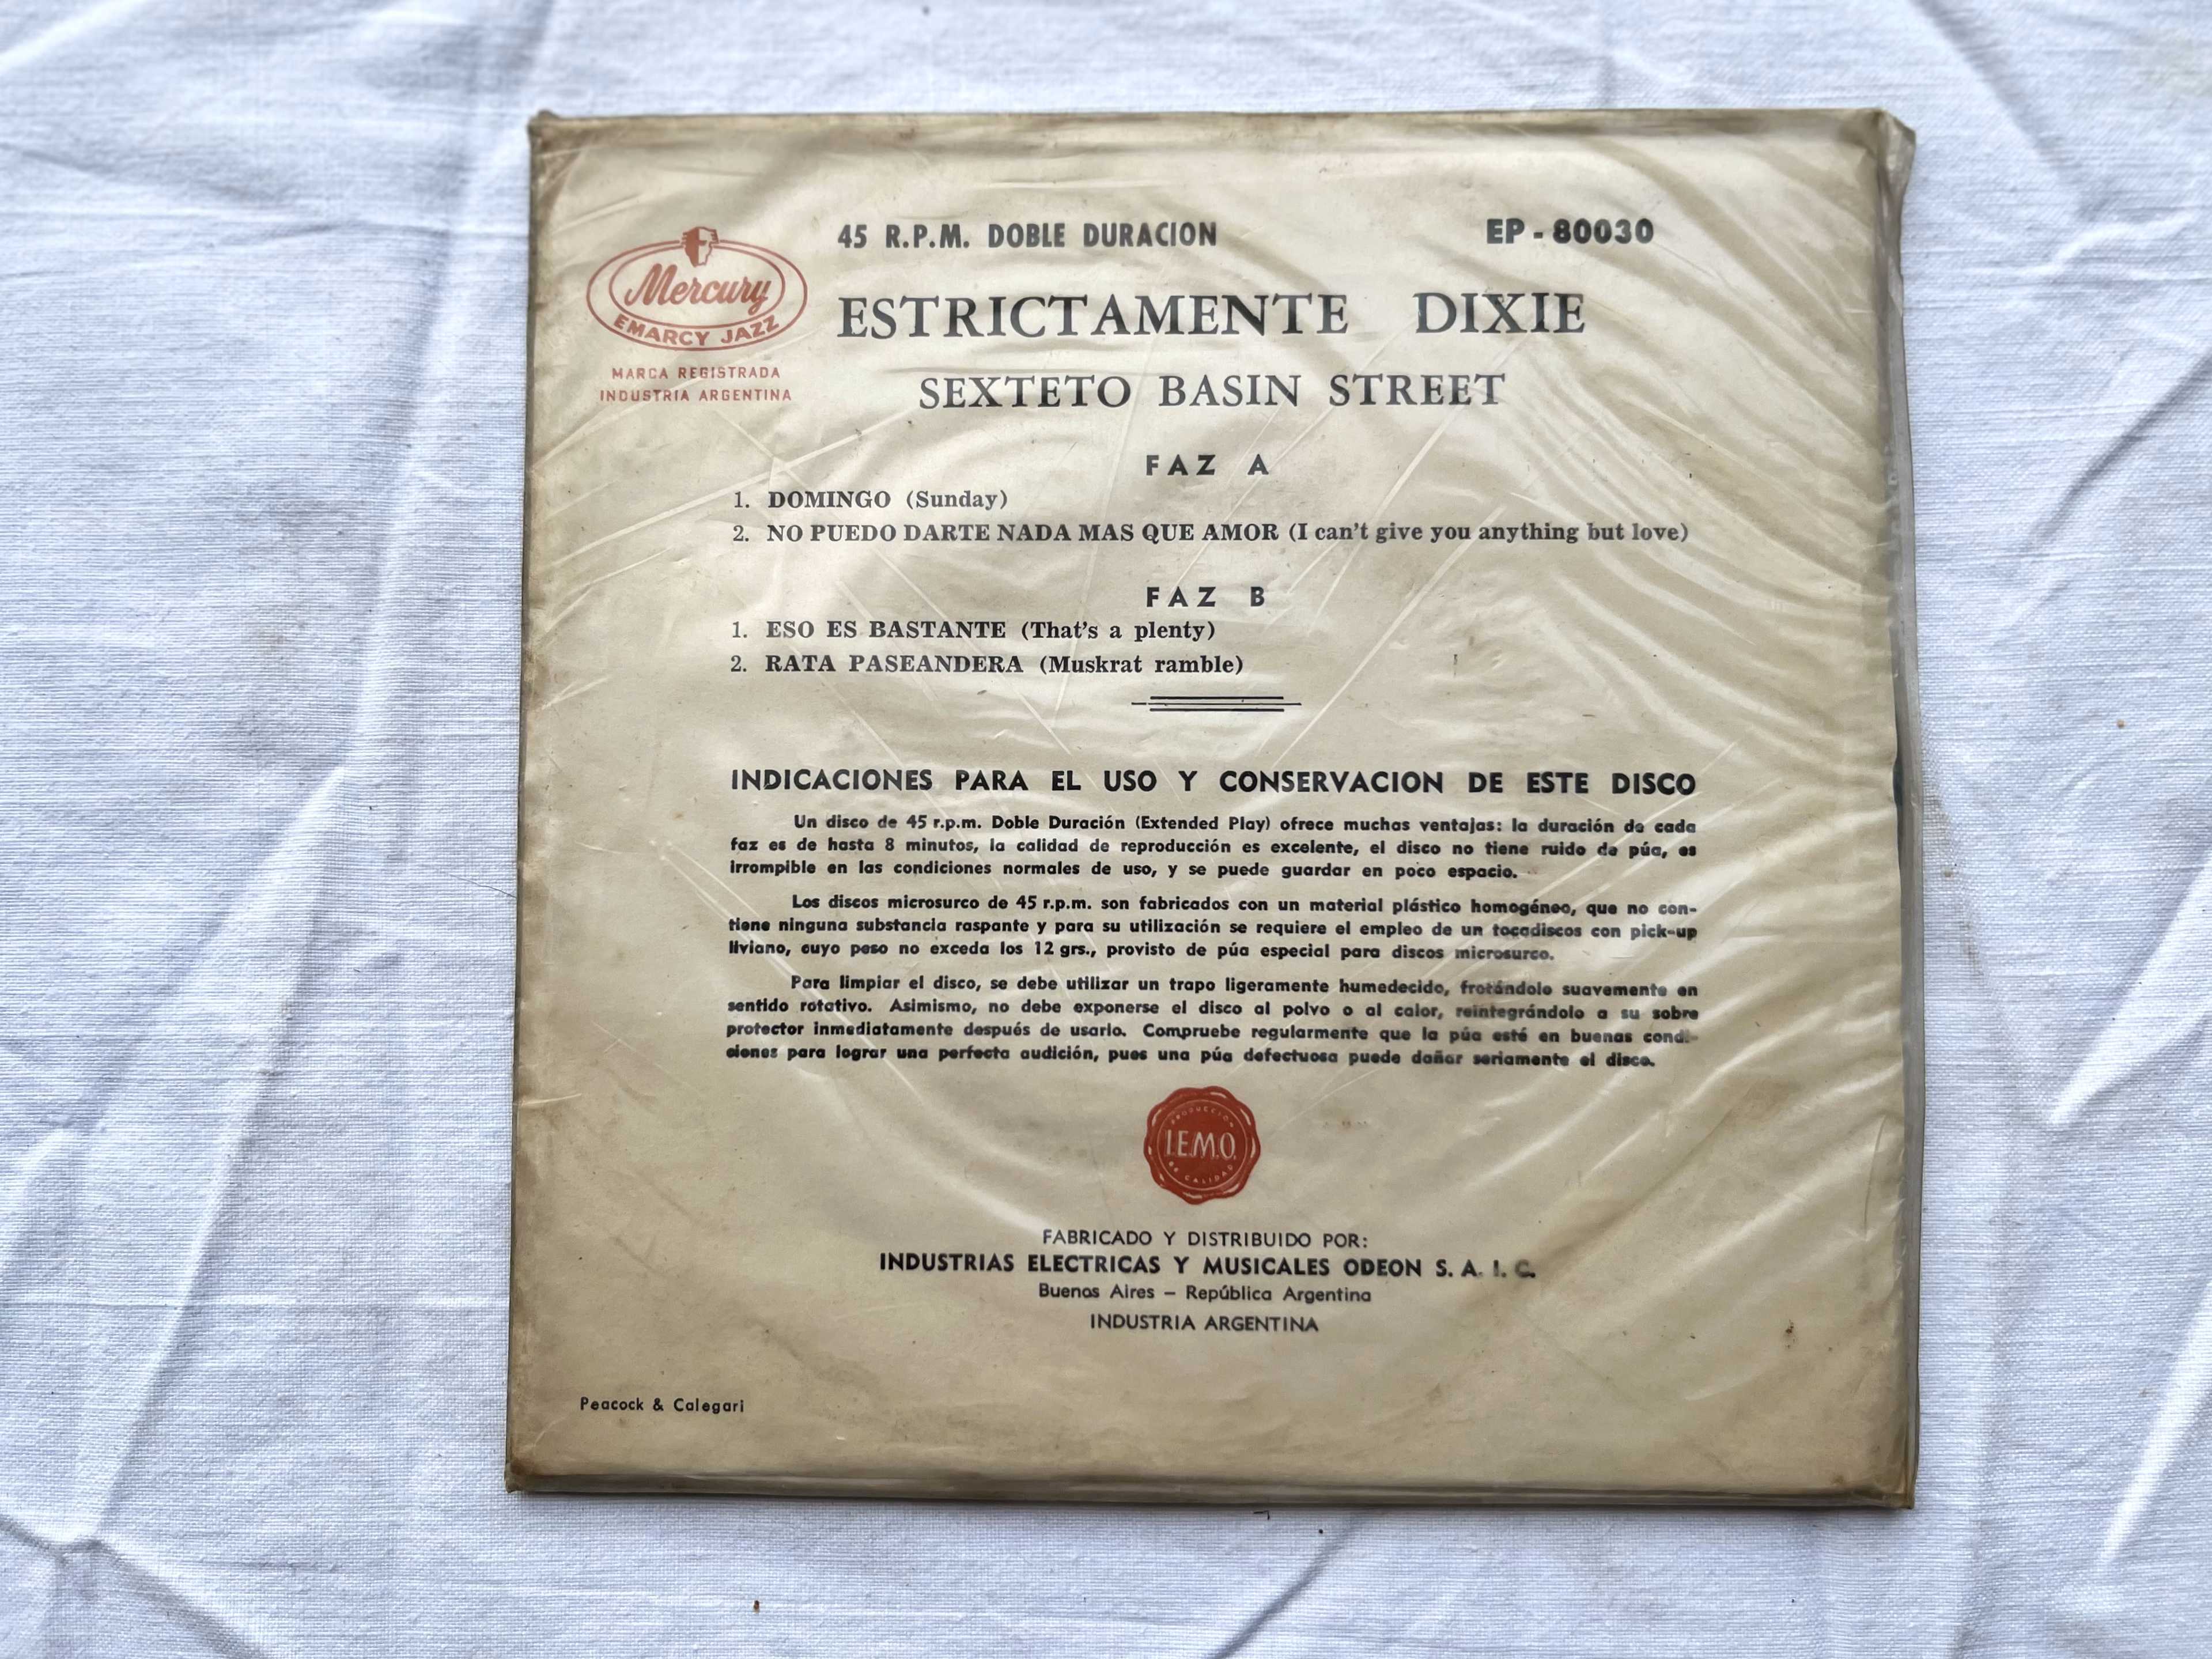 Mercury
EMARCY JAZZ
MARCA REGISTRADA
INDUSTRIA ARGENTINA
45 R.P.M. DOBLE DURACION
EP - 80030
ESTRICTAMENTE DIXIE
SEXTETO BASIN STREET
FAZ A
1. DOMINGO (Sunday)
2. NO PUEDO DARTE NADA MAS QUE AMOR (I can't give you anything but love)
FAZ B
1. ESO ES BASTANTE (That's a plenty)
2. RATA PASEANDERA (Muskrat ramble)
INDICACIONES PARA EL USO Y CONSERVACION DE ESTE DISCO
Un disco de 45 r.p.m. Doble Duración (Extended Play) ofrece muchas ventajas: la duración de cada
faz es de hasta 8 minutos, la calidad de reproducción es excelente, el disco no tiene ruido de púa, es
irrompible en las condiciones normales de uso, y se puede guardar en poco espacio.
Los discos microsurco de 45 r.p.m. son fabricados con un material plástico homogéneo, que no con-
tiene ninguna substancia raspante y para su utilización se requiere el empleo de un tocadiscos con pick-up
liviano, cuyo peso no exceda los 12 grs., provisto de púa especial para discos microsurco.
Para limpiar el disco, se debe utilizar un trapo ligeramente humedecido, frotándolo suavemente en
sentido rotativo. Asimismo, no debe exponerse el disco al polvo o al calor, reintegrándolo a su sobre
protector inmediatamente después de usarlo. Compruebe regularmente que la púa esté en buenas condi-
ciones para lograr una perfecta audición, pues una púa defectuosa puede dañar seriamente el disco.
PRODUCCION
I.E.M.O.
DE CALIDAD
FABRICADO Y DISTRIBUIDO POR:
INDUSTRIAS ELECTRICAS Y MUSICALES ODEON S. A. I. C.
Buenos Aires – República Argentina
INDUSTRIA ARGENTINA
Peacock & Calegari